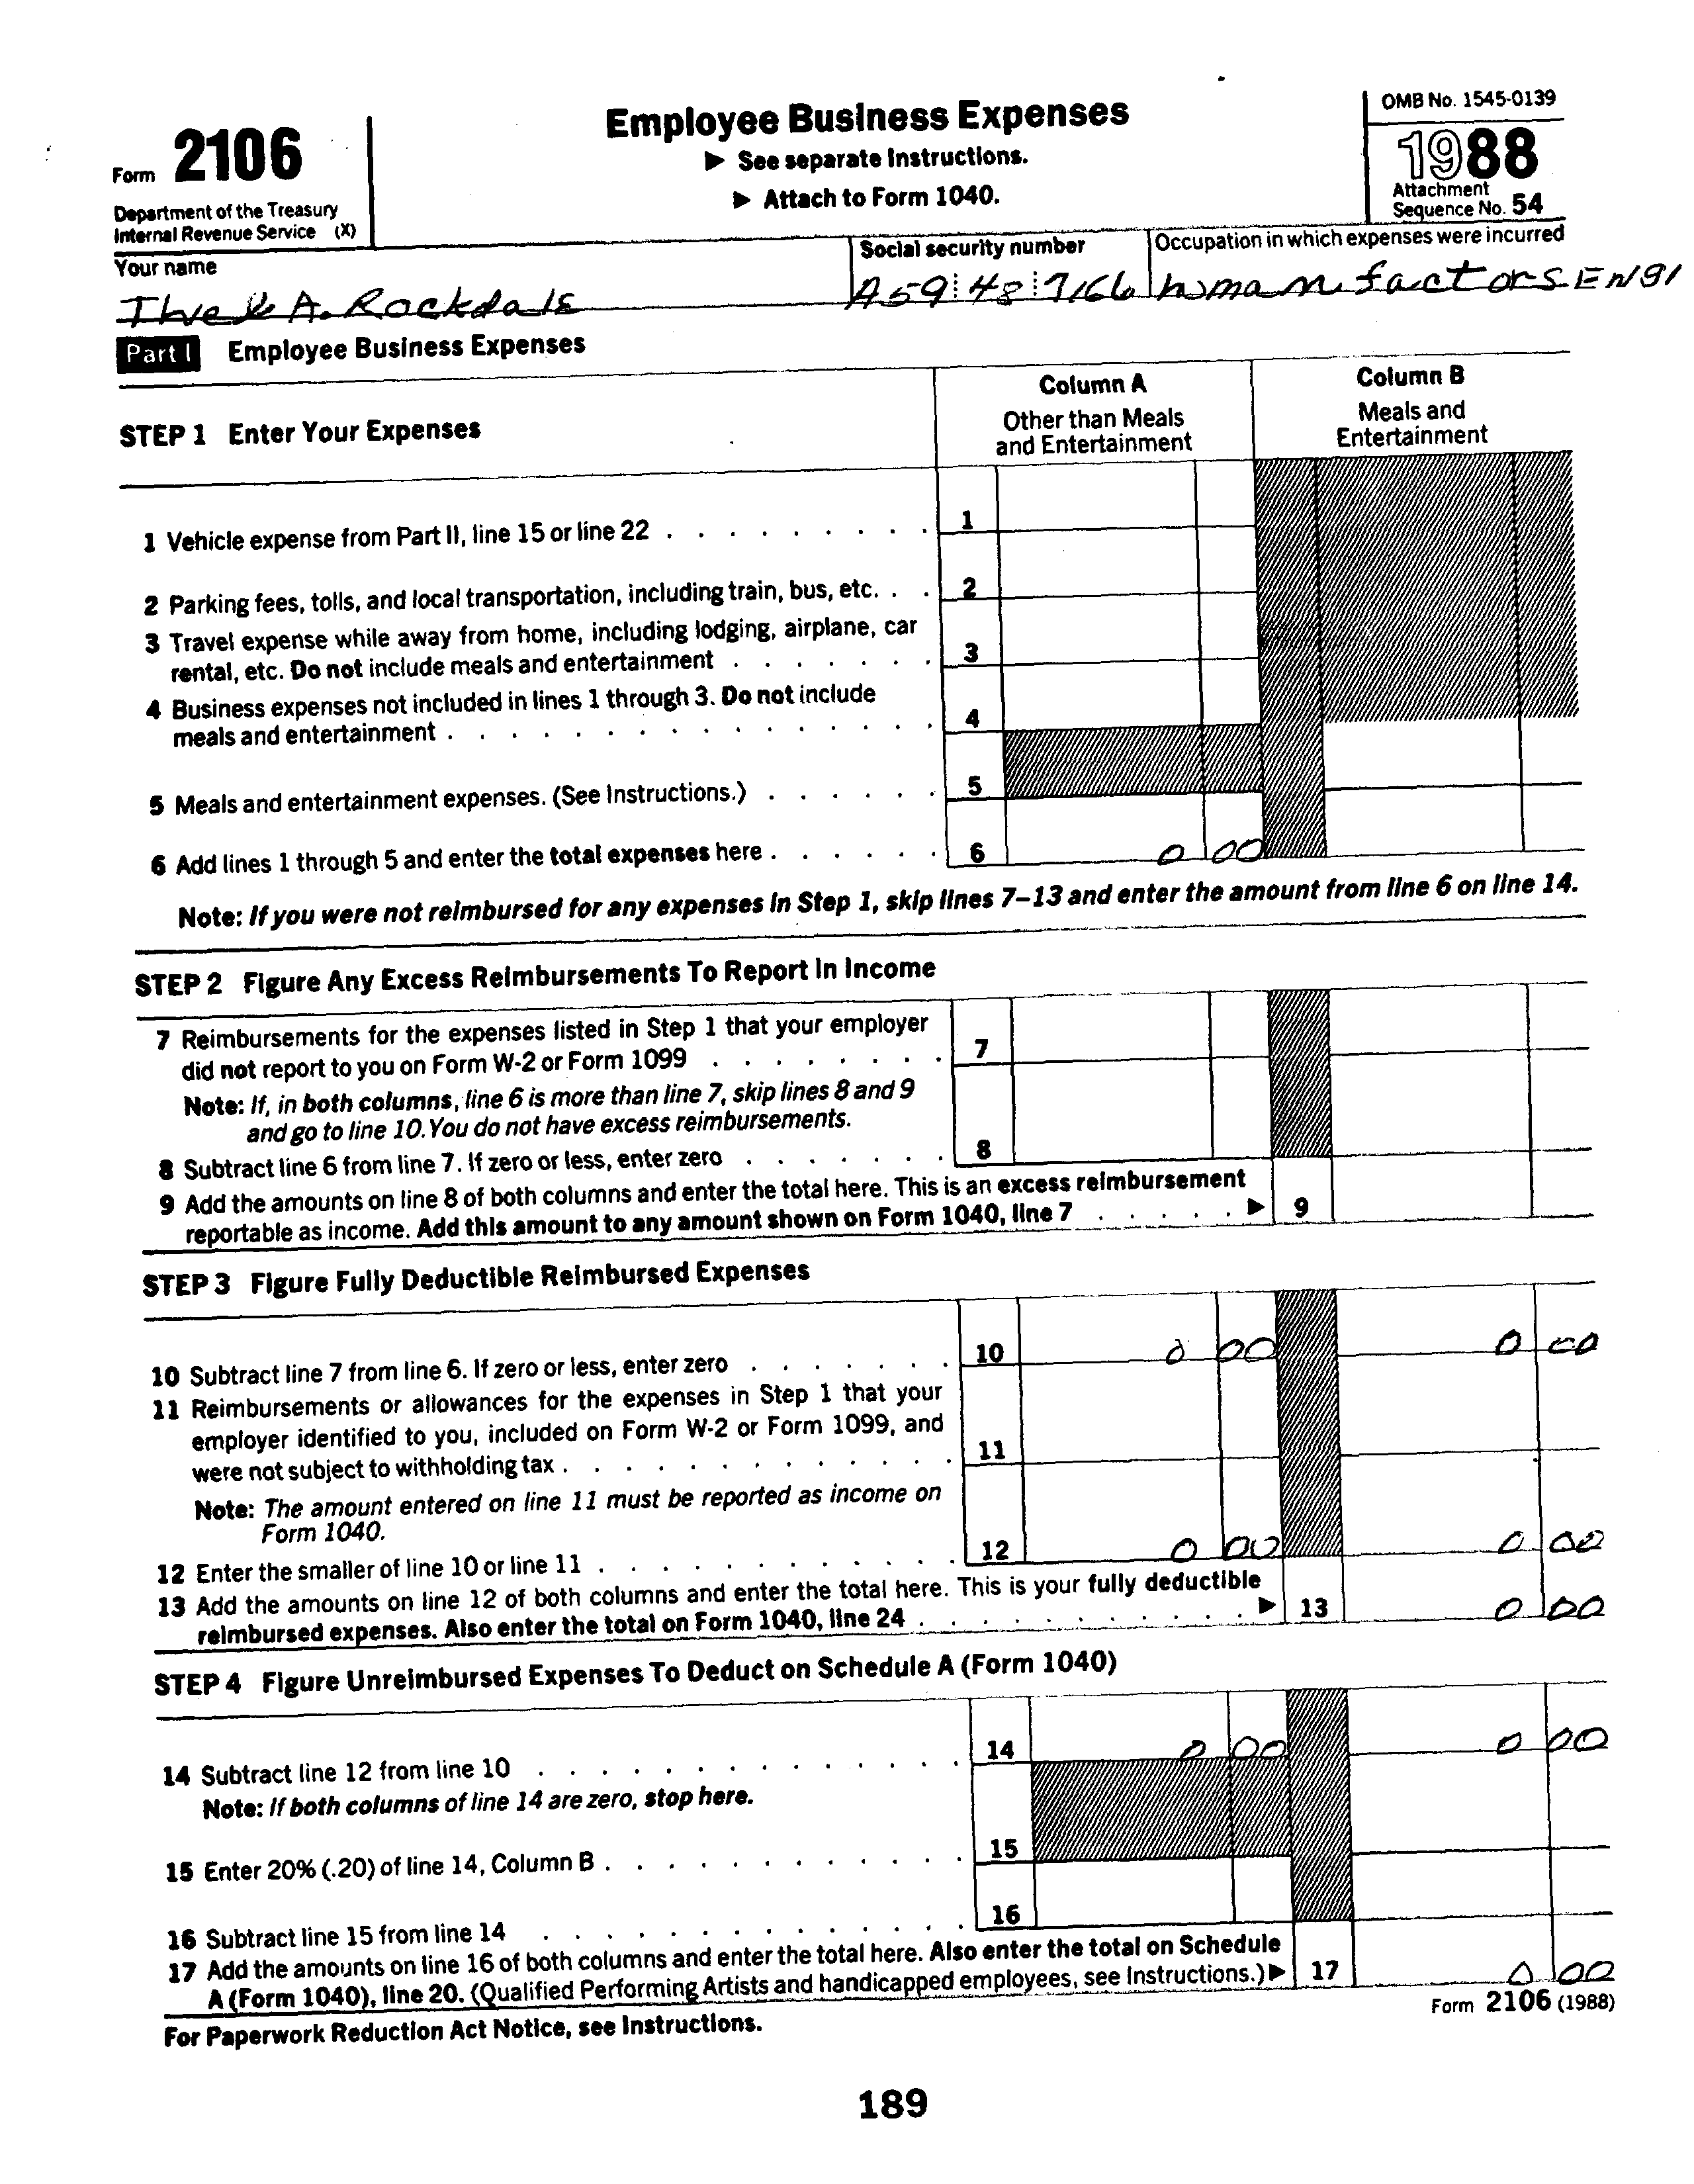 Form 2106
Department of the Treasury
Internal Revenue Service (X)
Employee Business Expenses
▶ See separate Instructions.
▶ Attach to Form 1040.
OMB No. 1545-0139
1988
Attachment
Sequence No. 54
Your name
A. Rockdale
Social security number
A59 48 7166
Occupation in which expenses were incurred
human factors ENgi
Part I Employee Business Expenses
STEP 1 Enter Your Expenses
Column A
Other than Meals
and Entertainment
Column B
Meals and
Entertainment
1 Vehicle expense from Part II, line 15 or line 22 . . . . . . . . . 1
2 Parking fees, tolls, and local transportation, including train, bus, etc. . . 2
3 Travel expense while away from home, including lodging, airplane, car
rental, etc. Do not include meals and entertainment . . . . . . . 3
4 Business expenses not included in lines 1 through 3. Do not include
meals and entertainment . . . . . . . . . . . . . . . . 4
5 Meals and entertainment expenses. (See Instructions.) . . . . . . 5
6 Add lines 1 through 5 and enter the total expenses here . . . . . . 6 0 00
Note: If you were not reimbursed for any expenses in Step 1, skip lines 7–13 and enter the amount from line 6 on line 14.
STEP 2 Figure Any Excess Reimbursements To Report In Income
7 Reimbursements for the expenses listed in Step 1 that your employer
did not report to you on Form W-2 or Form 1099 . . . . . . . . 7
Note: If, in both columns, line 6 is more than line 7, skip lines 8 and 9
and go to line 10. You do not have excess reimbursements.
8 Subtract line 6 from line 7. If zero or less, enter zero . . . . . . . 8
9 Add the amounts on line 8 of both columns and enter the total here. This is an excess reimbursement
reportable as income. Add this amount to any amount shown on Form 1040, line 7 . . . . . ▶ 9
STEP 3 Figure Fully Deductible Reimbursed Expenses
10 Subtract line 7 from line 6. If zero or less, enter zero . . . . . . . 10 0 00 0 00
11 Reimbursements or allowances for the expenses in Step 1 that your
employer identified to you, included on Form W-2 or Form 1099, and
were not subject to withholding tax . . . . . . . . . . . . . 11
Note: The amount entered on line 11 must be reported as income on
Form 1040.
12 Enter the smaller of line 10 or line 11 . . . . . . . . . . . . 12 0 00 0 00
13 Add the amounts on line 12 of both columns and enter the total here. This is your fully deductible
reimbursed expenses. Also enter the total on Form 1040, line 24 . . . . . . . . . . . ▶ 13 0 00
STEP 4 Figure Unreimbursed Expenses To Deduct on Schedule A (Form 1040)
14 Subtract line 12 from line 10 . . . . . . . . . . . . . . 14 0 00 0 00
Note: If both columns of line 14 are zero, stop here.
15 Enter 20% (.20) of line 14, Column B . . . . . . . . . . . . 15
16 Subtract line 15 from line 14 . . . . . . . . . . . . . . 16
17 Add the amounts on line 16 of both columns and enter the total here. Also enter the total on Schedule
A (Form 1040), line 20. (Qualified Performing Artists and handicapped employees, see Instructions.) ▶ 17 0 00
For Paperwork Reduction Act Notice, see Instructions.
Form 2106 (1988)
189